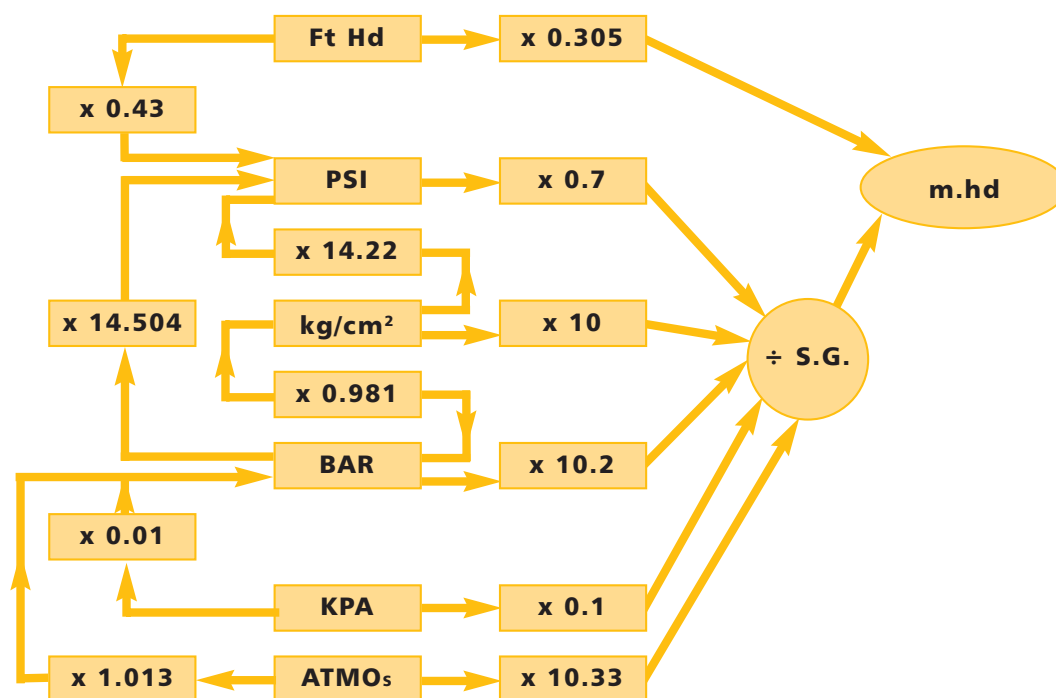 Ft Hd
x 0.305
x 0.43
PSI
x 0.7
m.hd
x 14.22
x 14.504
kg/cm²
x 10
÷ S.G.
x 0.981
BAR
x 10.2
x 0.01
KPA
x 0.1
x 1.013
ATMOs
x 10.33